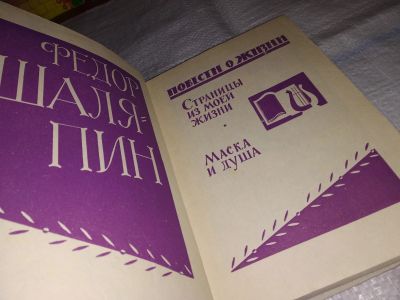 ФЕДОР
ШАЛЯ-
ПИН
ПОВЕСТИ О ЖИЗНИ
СТРАНИЦЫ
ИЗ МОЕЙ
ЖИЗНИ
•
МАСКА
И ДУША